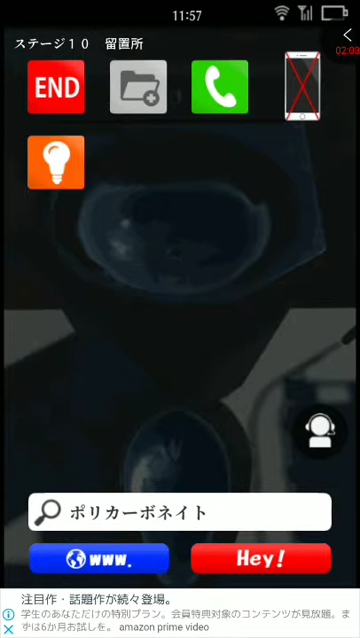 11:57
ステージ１０　留置所
02:09
END
ポリカーボネイト
www.
Hey!
注目作・話題作が続々登場。
学生のあなただけの特別プラン。会員特典対象のコンテンツが見放題。ま
ずは6か月お試しを。 amazon prime video